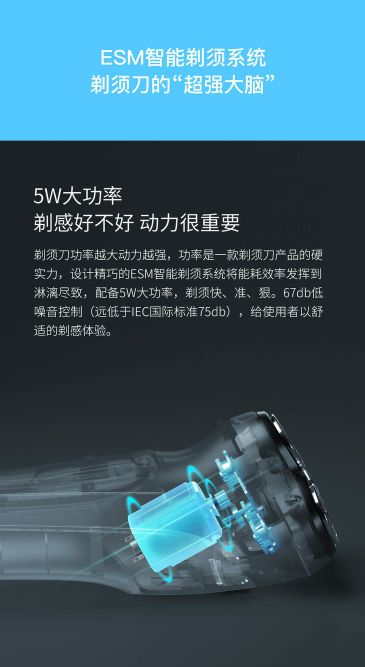 ESM智能剃须系统
剃须刀的“超强大脑”
5W大功率
剃感好不好 动力很重要
剃须刀功率越大动力越强，功率是一款剃须刀产品的硬
实力，设计精巧的ESM智能剃须系统将能耗效率发挥到
淋漓尽致，配备5W大功率，剃须快、准、狠。67db低
噪音控制（远低于IEC国际标准75db），给使用者以舒
适的剃感体验。